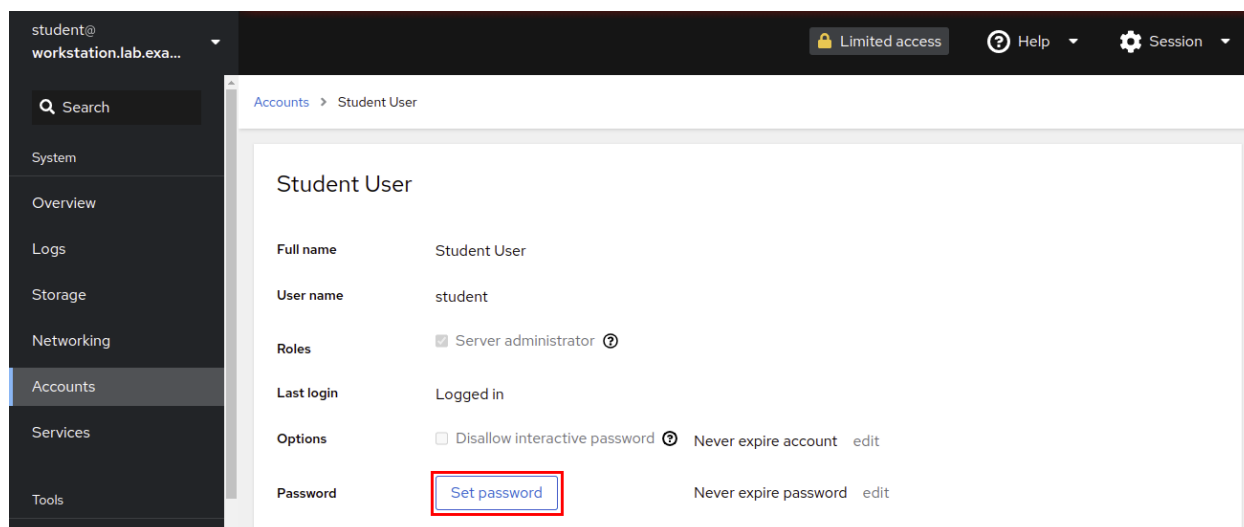 student@
workstation.lab.exa...
Limited access
Help
Session
Search
Accounts > Student User
System
Overview
Logs
Storage
Networking
Accounts
Services
Tools
Student User
Full name Student User
User name student
Roles Server administrator
Last login Logged in
Options Disallow interactive password Never expire account edit
Password Set password Never expire password edit